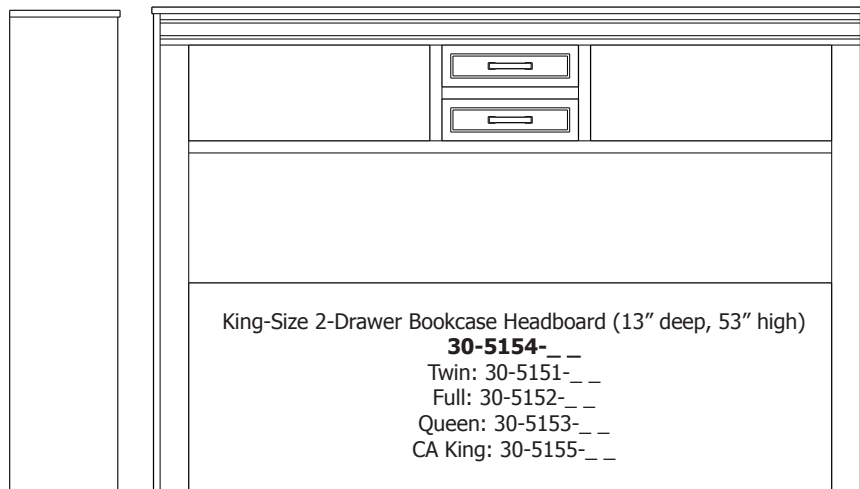 King-Size 2-Drawer Bookcase Headboard (13” deep, 53” high)
30-5154-_ _
Twin: 30-5151-_ _
Full: 30-5152-_ _
Queen: 30-5153-_ _
CA King: 30-5155-_ _